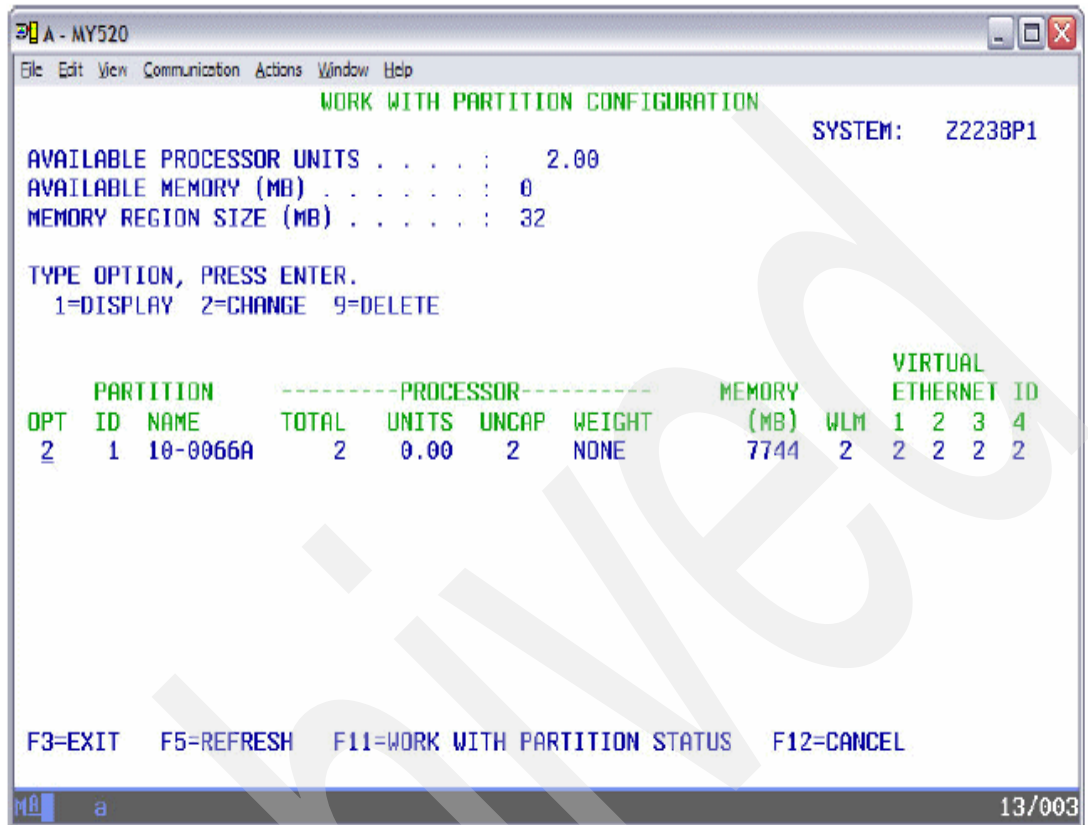 A - MY520
File Edit View Communication Actions Window Help
WORK WITH PARTITION CONFIGURATION
SYSTEM: Z2238P1
AVAILABLE PROCESSOR UNITS . . . . : 2.00
AVAILABLE MEMORY (MB) . . . . . . : 0
MEMORY REGION SIZE (MB) . . . . . : 32
TYPE OPTION, PRESS ENTER.
1=DISPLAY 2=CHANGE 9=DELETE
VIRTUAL
PARTITION ---------PROCESSOR---------- MEMORY ETHERNET ID
OPT ID NAME TOTAL UNITS UNCAP WEIGHT (MB) WLM 1 2 3 4
2 1 10-0066A 2 0.00 2 NONE 7744 2 2 2 2 2
F3=EXIT F5=REFRESH F11=WORK WITH PARTITION STATUS F12=CANCEL
MA a 13/003
hived